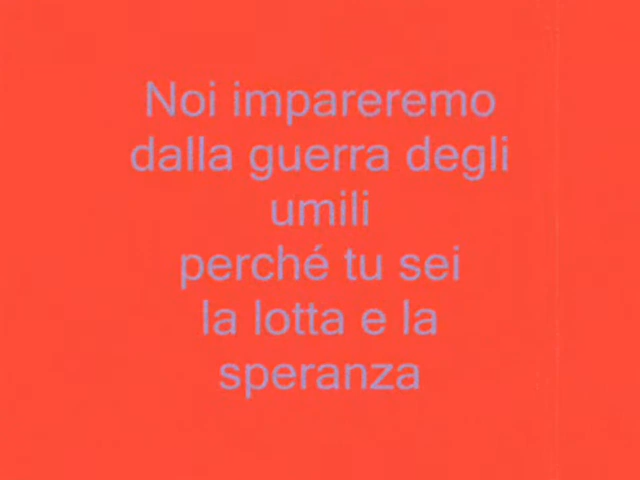 Noi impareremo
dalla guerra degli
umili
perché tu sei
la lotta e la
speranza